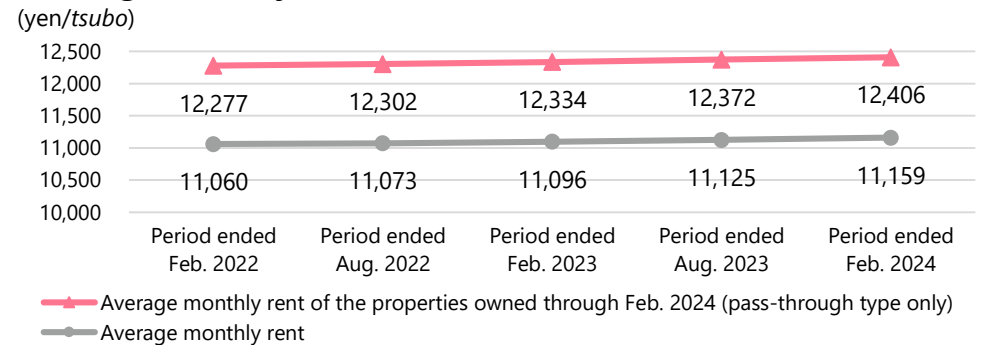 (yen/tsubo)
12,500
12,000
11,500
11,000
10,500
10,000
12,277 12,302 12,334 12,372 12,406
11,060 11,073 11,096 11,125 11,159
Period ended Period ended Period ended Period ended Period ended
Feb. 2022 Aug. 2022 Feb. 2023 Aug. 2023 Feb. 2024
Average monthly rent of the properties owned through Feb. 2024 (pass-through type only)
Average monthly rent